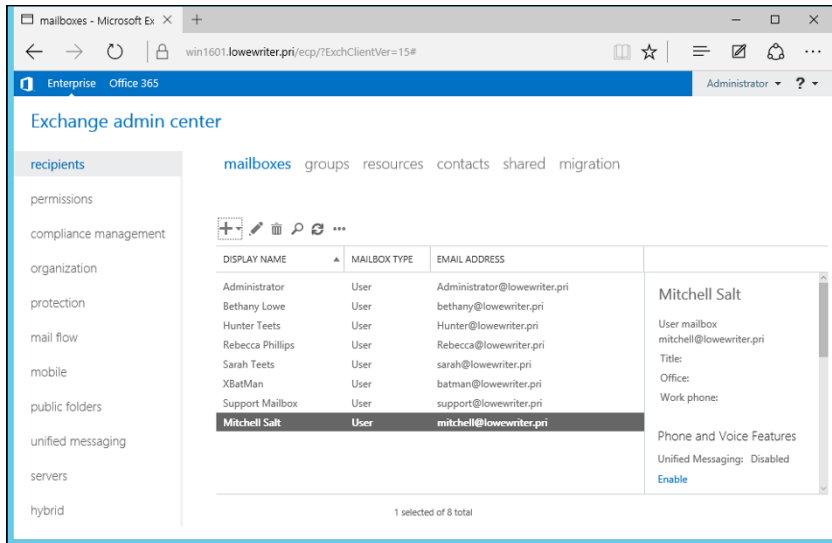 mailboxes - Microsoft Ex
win1601.lowewriter.pri/ecp/?ExchClientVer=15#
Enterprise Office 365
Administrator ?
Exchange admin center
recipients
permissions
compliance management
organization
protection
mail flow
mobile
public folders
unified messaging
servers
hybrid
mailboxes groups resources contacts shared migration
DISPLAY NAME MAILBOX TYPE EMAIL ADDRESS
Administrator User Administrator@lowewriter.pri
Bethany Lowe User bethany@lowewriter.pri
Hunter Teets User Hunter@lowewriter.pri
Rebecca Phillips User Rebecca@lowewriter.pri
Sarah Teets User sarah@lowewriter.pri
XBatMan User batman@lowewriter.pri
Support Mailbox User support@lowewriter.pri
Mitchell Salt User mitchell@lowewriter.pri
1 selected of 8 total
Mitchell Salt
User mailbox
mitchell@lowewriter.pri
Title:
Office:
Work phone:
Phone and Voice Features
Unified Messaging: Disabled
Enable